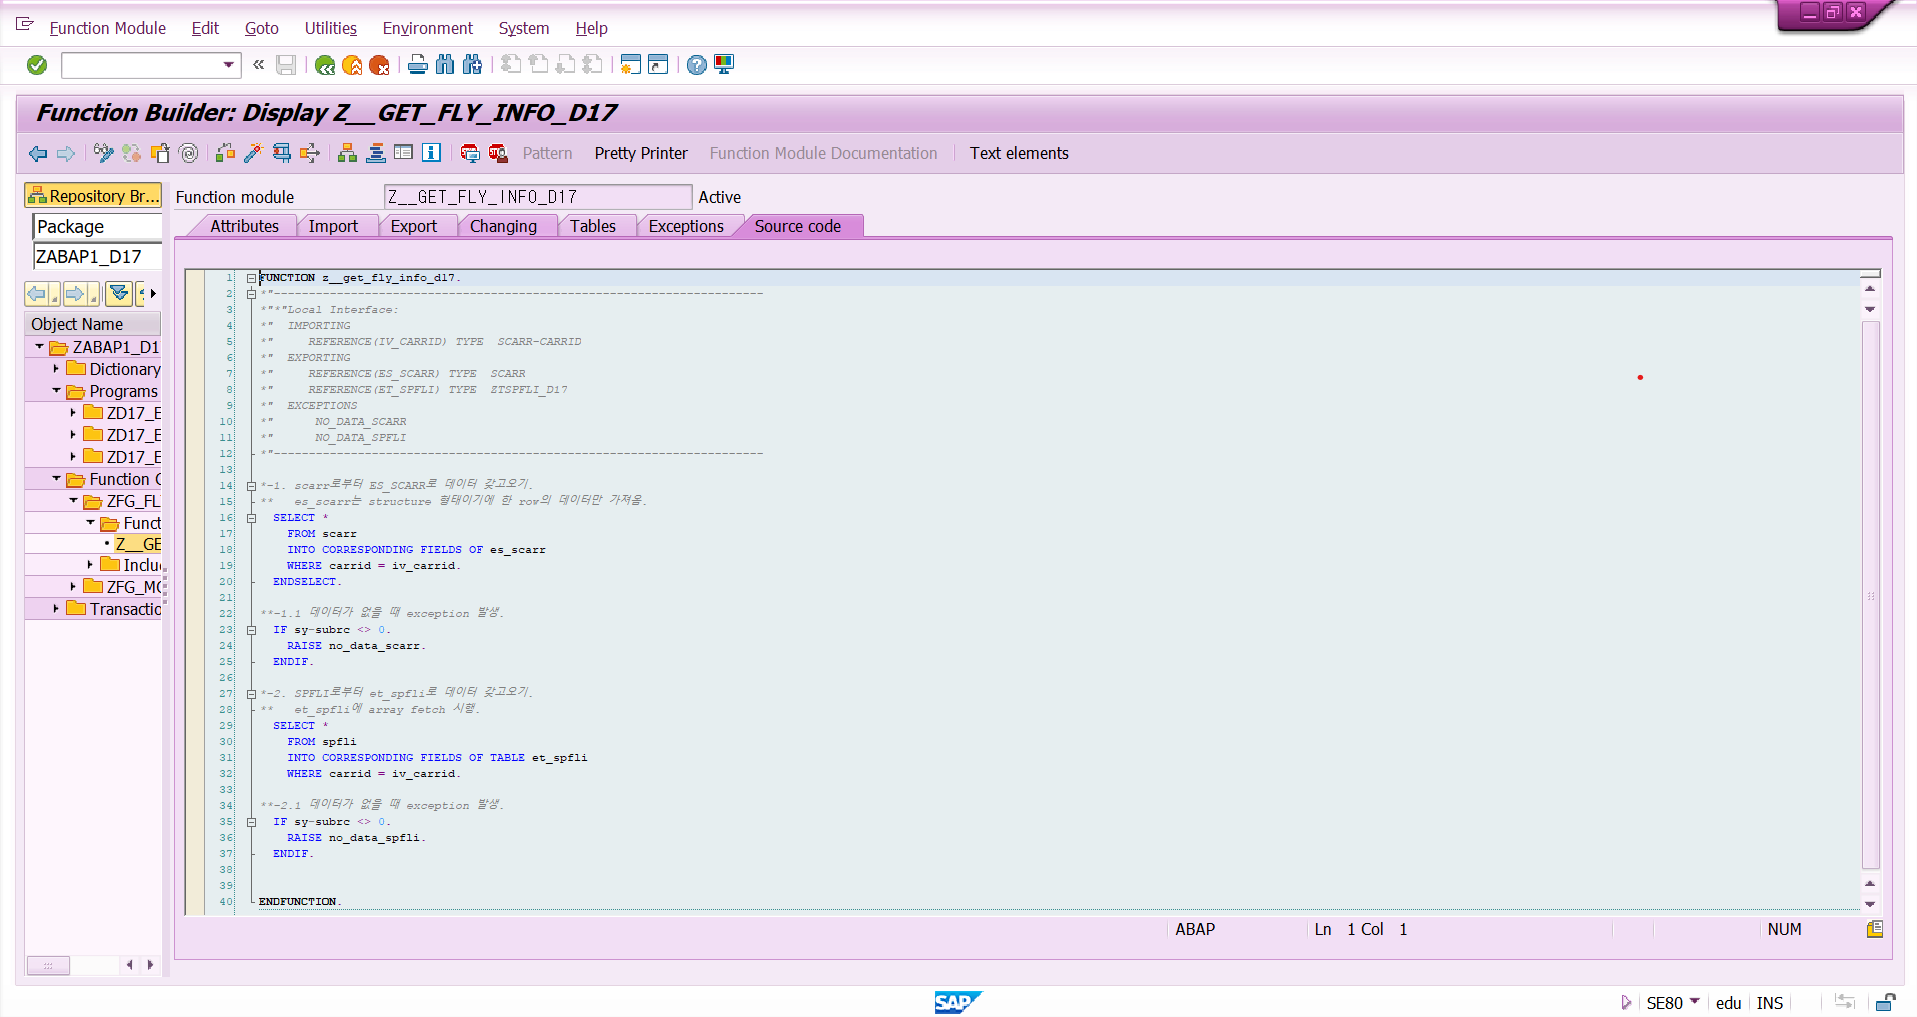 Function Module Edit Goto Utilities Environment System Help
Function Builder: Display Z__GET_FLY_INFO_D17
Pattern Pretty Printer Function Module Documentation Text elements
Repository Br...
Package
ZABAP1_D17
Object Name
ZABAP1_D1
Dictionary
Programs
ZD17_E
ZD17_E
ZD17_E
Function
ZFG_FL
Funct
Z__GE
Inclu
ZFG_MC
Transactio
Function module Z__GET_FLY_INFO_D17 Active
Attributes Import Export Changing Tables Exceptions Source code
1 FUNCTION z__get_fly_info_d17.
2 *"----------------------------------------------------------------------
3 *"*"Local Interface:
4 *"  IMPORTING
5 *"     REFERENCE(IV_CARRID) TYPE  SCARR-CARRID
6 *"  EXPORTING
7 *"     REFERENCE(ES_SCARR) TYPE  SCARR
8 *"     REFERENCE(ET_SPFLI) TYPE  ZTSPFLI_D17
9 *"  EXCEPTIONS
10 *"      NO_DATA_SCARR
11 *"      NO_DATA_SPFLI
12 *"----------------------------------------------------------------------
13
14 *-1. scarr로부터 ES_SCARR로 데이터 갖고오기.
15 **   es_scarr는 structure 형태이기에 한 row의 데이터만 가져옴.
16   SELECT *
17     FROM scarr
18     INTO CORRESPONDING FIELDS OF es_scarr
19     WHERE carrid = iv_carrid.
20   ENDSELECT.
21
22 **-1.1 데이터가 없을 때 exception 발생.
23   IF sy-subrc <> 0.
24     RAISE no_data_scarr.
25   ENDIF.
26
27 *-2. SPFLI로부터 et_spfli로 데이터 갖고오기.
28 **   et_spfli에 array fetch 시행.
29   SELECT *
30     FROM spfli
31     INTO CORRESPONDING FIELDS OF TABLE et_spfli
32     WHERE carrid = iv_carrid.
33
34 **-2.1 데이터가 없을 때 exception 발생.
35   IF sy-subrc <> 0.
36     RAISE no_data_spfli.
37   ENDIF.
38
39
40 ENDFUNCTION.
ABAP Ln 1 Col 1 NUM
SAP SE80 edu INS